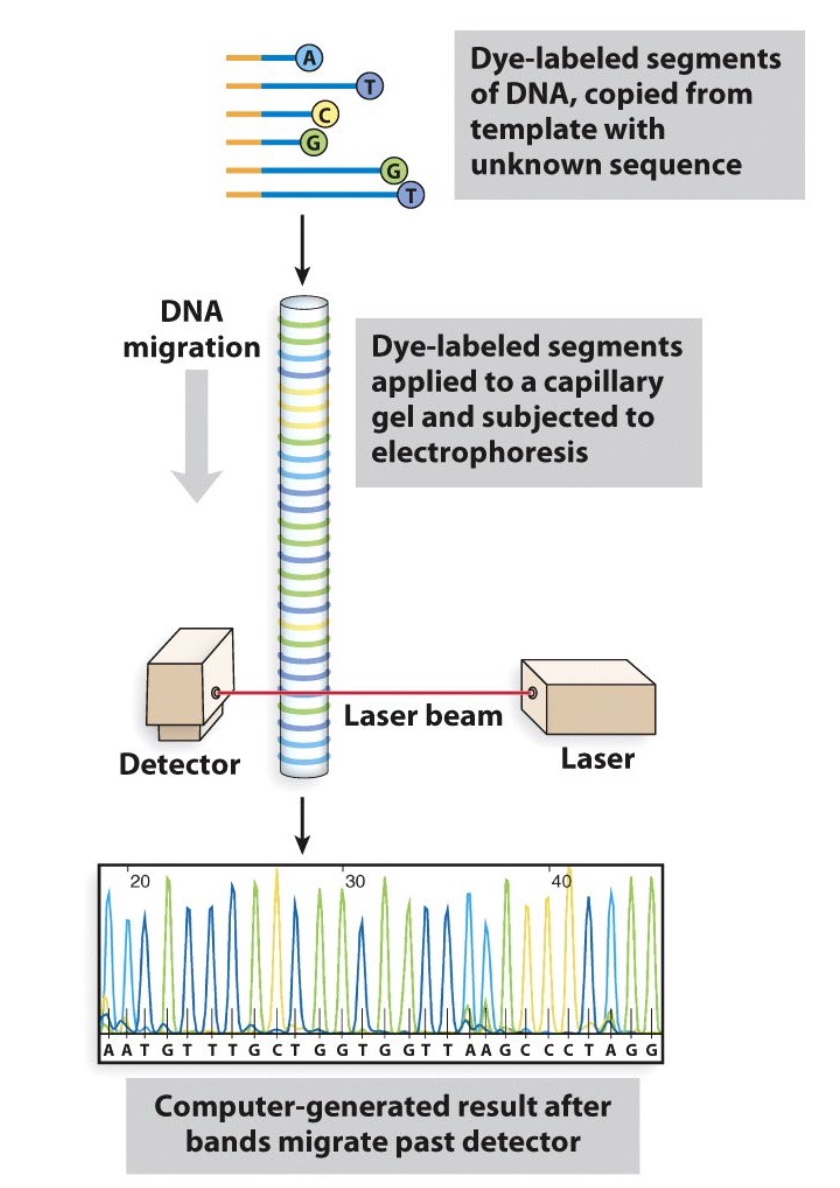 A
T
C
G
G
T
Dye-labeled segments
of DNA, copied from
template with
unknown sequence
DNA
migration
Dye-labeled segments
applied to a capillary
gel and subjected to
electrophoresis
Detector
Laser beam
Laser
20 30 40
A A T G T T T G C T G G T G G T T A A G C C C T A G G
Computer-generated result after
bands migrate past detector